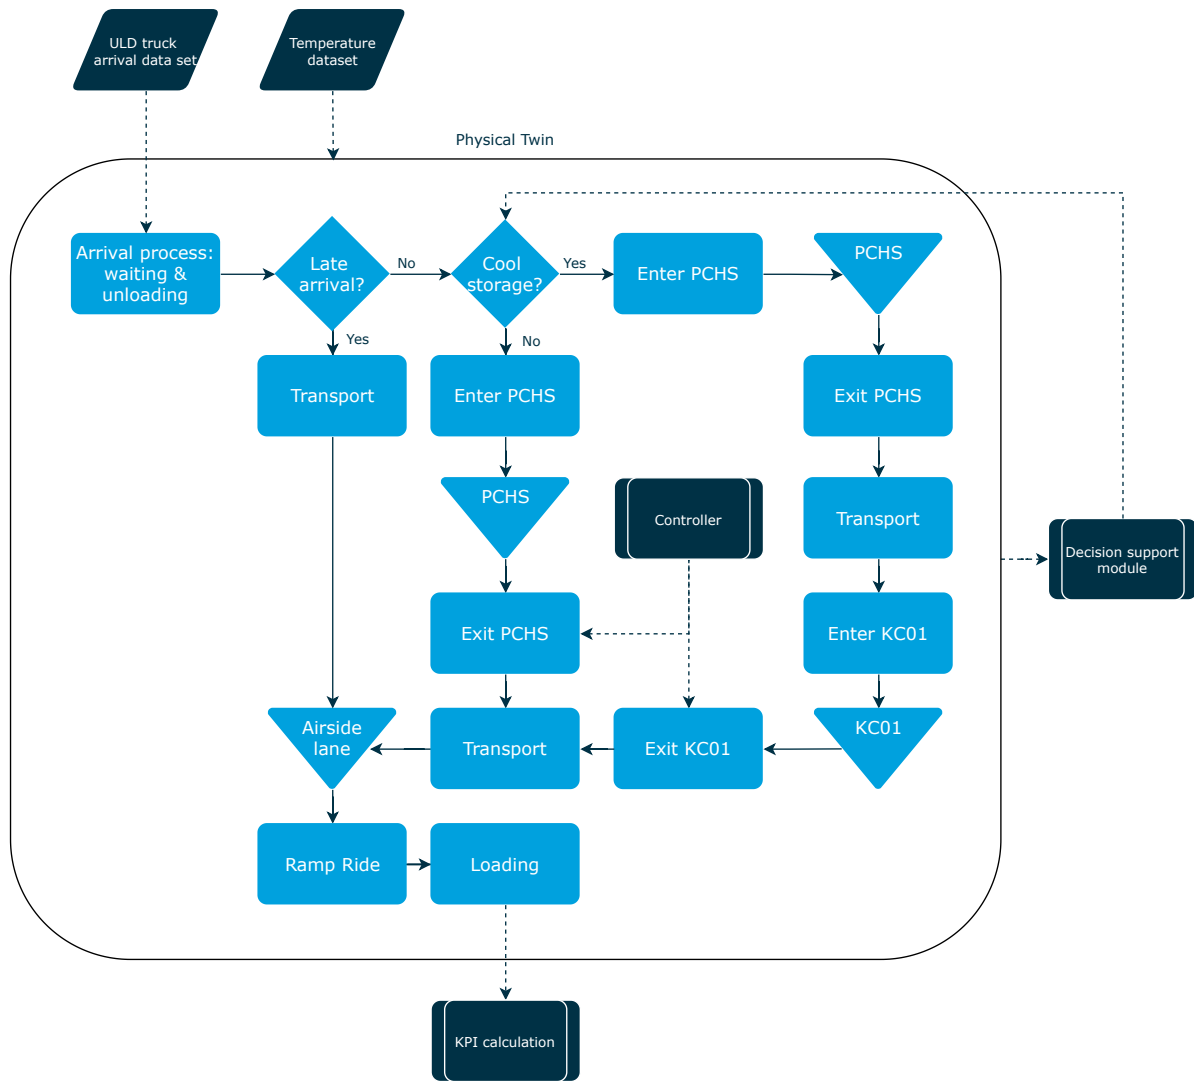 ULD truck
arrival data set
Temperature
dataset
Physical Twin
Arrival process:
waiting &
unloading
Late
arrival?
No
Cool
storage?
Yes
Enter PCHS
PCHS
Yes
No
Transport
Enter PCHS
Exit PCHS
PCHS
Controller
Transport
Decision support
module
Exit PCHS
Enter KC01
Airside
lane
Transport
Exit KC01
KC01
Ramp Ride
Loading
KPI calculation